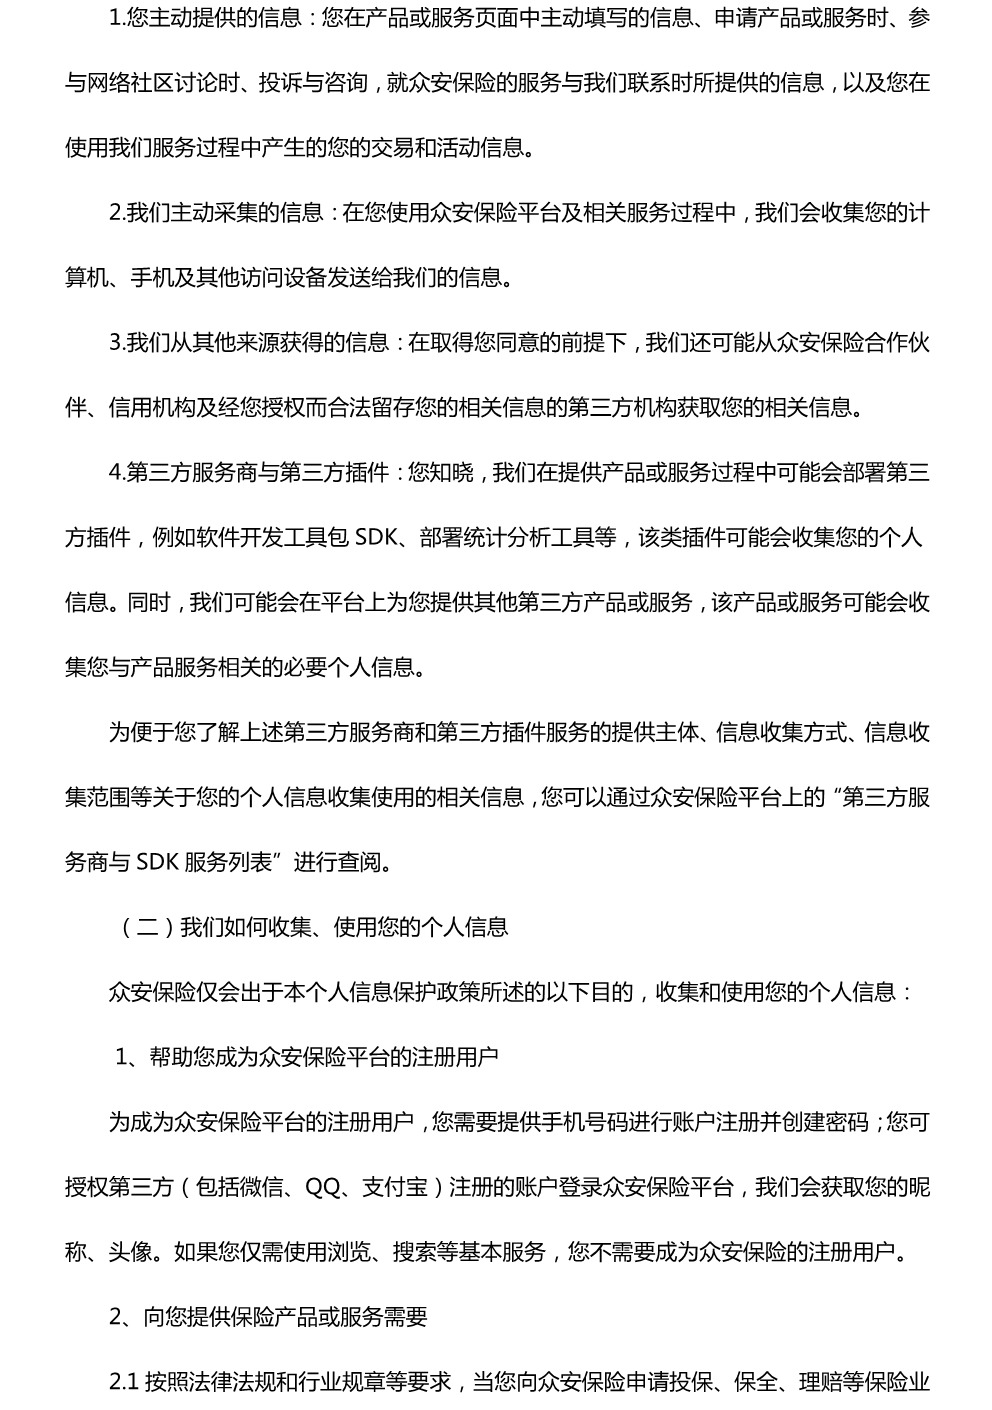 1.您主动提供的信息：您在产品或服务页面中主动填写的信息、申请产品或服务时、参
与网络社区讨论时、投诉与咨询，就众安保险的服务与我们联系时所提供的信息，以及您在
使用我们服务过程中产生的您的交易和活动信息。
2.我们主动采集的信息：在您使用众安保险平台及相关服务过程中，我们会收集您的计
算机、手机及其他访问设备发送给我们的信息。
3.我们从其他来源获得的信息：在取得您同意的前提下，我们还可能从众安保险合作伙
伴、信用机构及经您授权而合法留存您的相关信息的第三方机构获取您的相关信息。
4.第三方服务商与第三方插件：您知晓，我们在提供产品或服务过程中可能会部署第三
方插件，例如软件开发工具包 SDK、部署统计分析工具等，该类插件可能会收集您的个人
信息。同时，我们可能会在平台上为您提供其他第三方产品或服务，该产品或服务可能会收
集您与产品服务相关的必要个人信息。
为便于您了解上述第三方服务商和第三方插件服务的提供主体、信息收集方式、信息收
集范围等关于您的个人信息收集使用的相关信息，您可以通过众安保险平台上的“第三方服
务商与 SDK 服务列表”进行查阅。
（二）我们如何收集、使用您的个人信息
众安保险仅会出于本个人信息保护政策所述的以下目的，收集和使用您的个人信息：
1、帮助您成为众安保险平台的注册用户
为成为众安保险平台的注册用户，您需要提供手机号码进行账户注册并创建密码；您可
授权第三方（包括微信、QQ、支付宝）注册的账户登录众安保险平台，我们会获取您的昵
称、头像。如果您仅需使用浏览、搜索等基本服务，您不需要成为众安保险的注册用户。
2、向您提供保险产品或服务需要
2.1 按照法律法规和行业规章等要求，当您向众安保险申请投保、保全、理赔等保险业